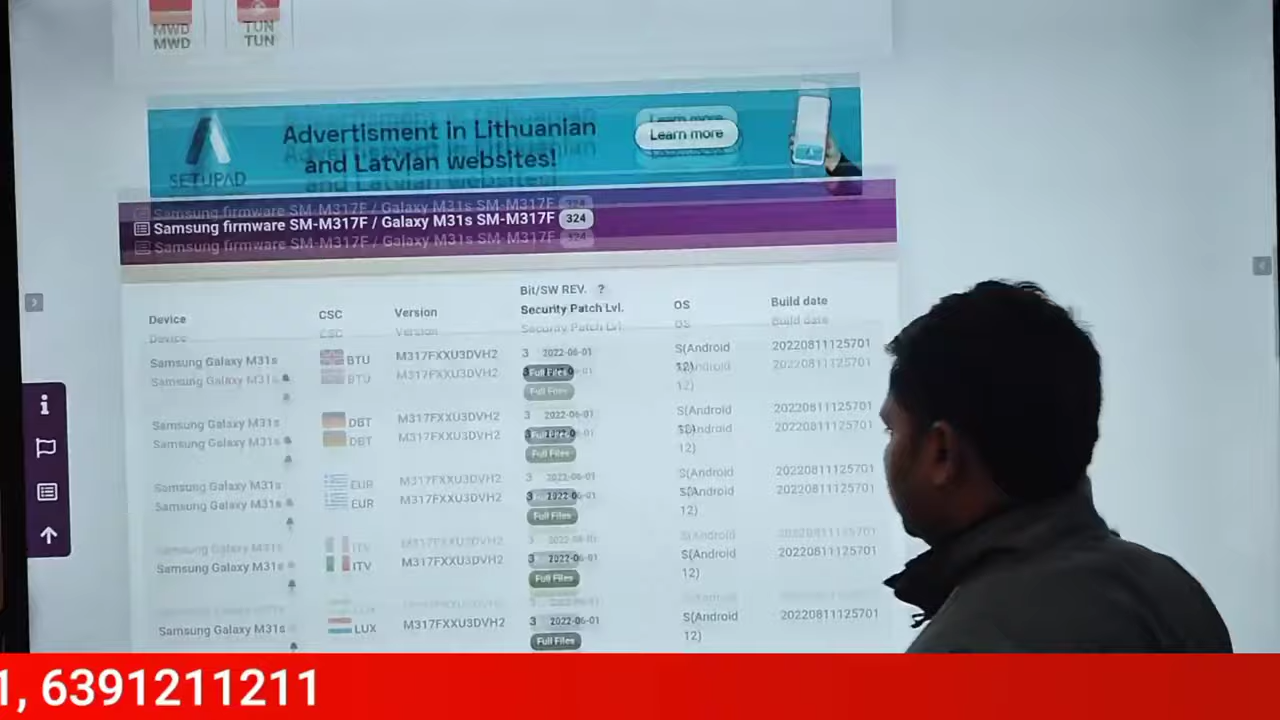 MWD
MWD
TUN
TUN
SETUPAD
Advertisment in Lithuanian
and Latvian websites!
Learn more
Samsung firmware SM-M317F / Galaxy M31s SM-M317F 324
Device CSC Version Bit/SW REV. ? Security Patch Lvl. OS Build date
Samsung Galaxy M31s BTU M317FXXU3DVH2 3 2022-06-01 S(Android 12) 20220811125701
Full Files
Samsung Galaxy M31s DBT M317FXXU3DVH2 3 2022-06-01 S(Android 12) 20220811125701
Full Files
Samsung Galaxy M31s EUR M317FXXU3DVH2 3 2022-06-01 S(Android 12) 20220811125701
Full Files
Samsung Galaxy M31s ITV M317FXXU3DVH2 3 2022-06-01 S(Android 12) 20220811125701
Full Files
Samsung Galaxy M31s LUX M317FXXU3DVH2 3 2022-06-01 S(Android 12) 20220811125701
Full Files
1, 6391211211